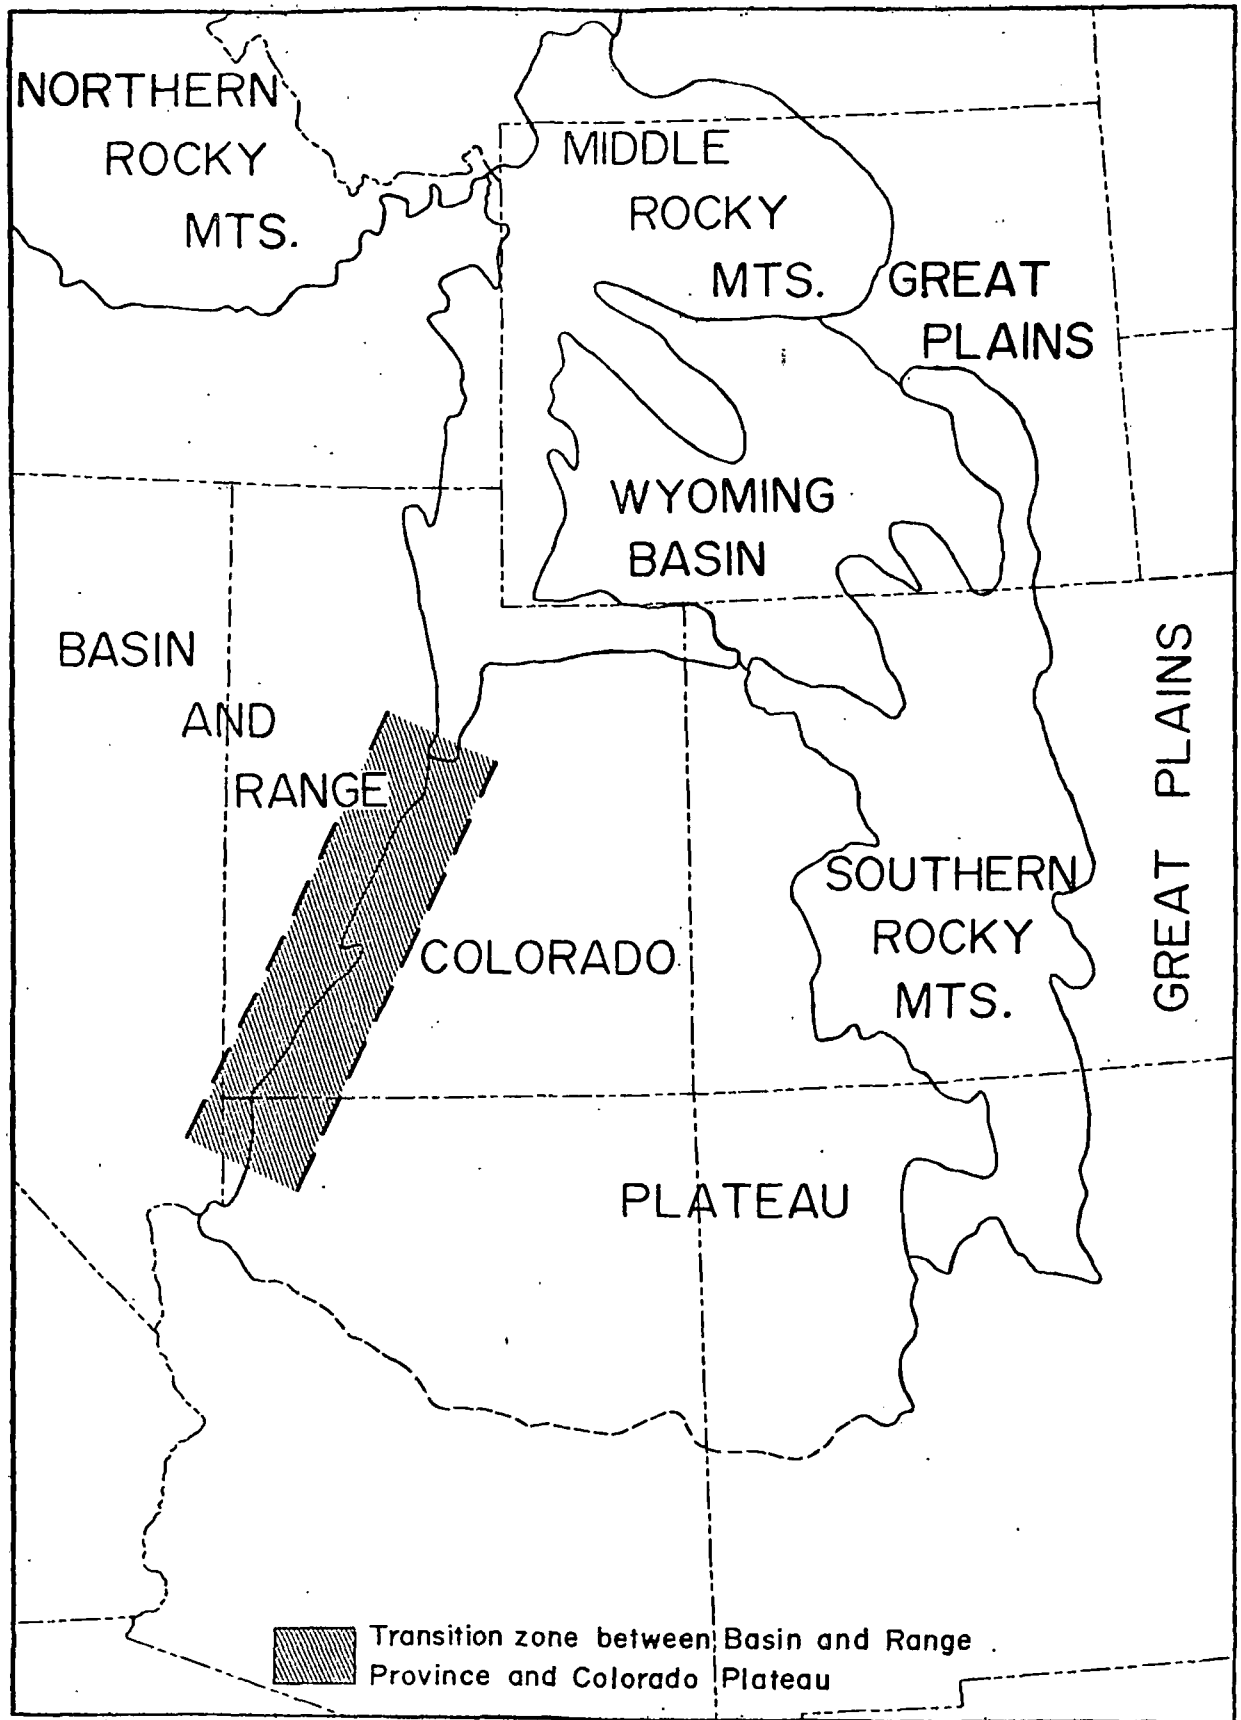 NORTHERN
ROCKY
MTS.
MIDDLE
ROCKY
MTS.
GREAT
PLAINS
WYOMING
BASIN
BASIN
AND
RANGE
GREAT PLAINS
SOUTHERN
ROCKY
MTS.
COLORADO
PLATEAU
Transition zone between Basin and Range
Province and Colorado Plateau